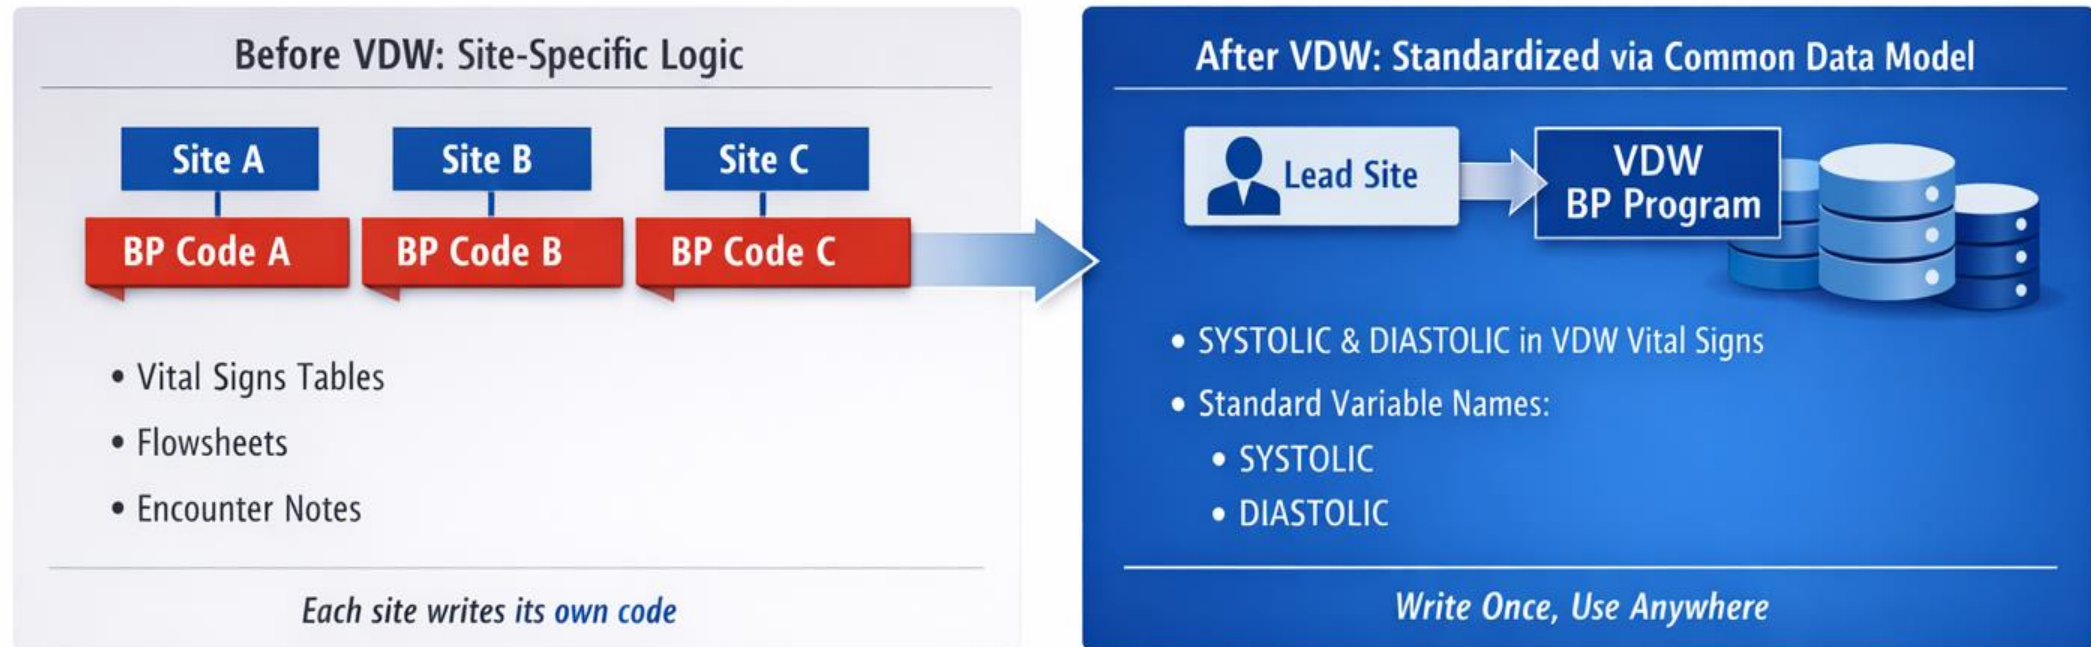 Before VDW: Site-Specific Logic
Site A
Site B
Site C
BP Code A
BP Code B
BP Code C
• Vital Signs Tables
• Flowsheets
• Encounter Notes
Each site writes its own code
After VDW: Standardized via Common Data Model
Lead Site
VDW
BP Program
• SYSTOLIC & DIASTOLIC in VDW Vital Signs
• Standard Variable Names:
• SYSTOLIC
• DIASTOLIC
Write Once, Use Anywhere